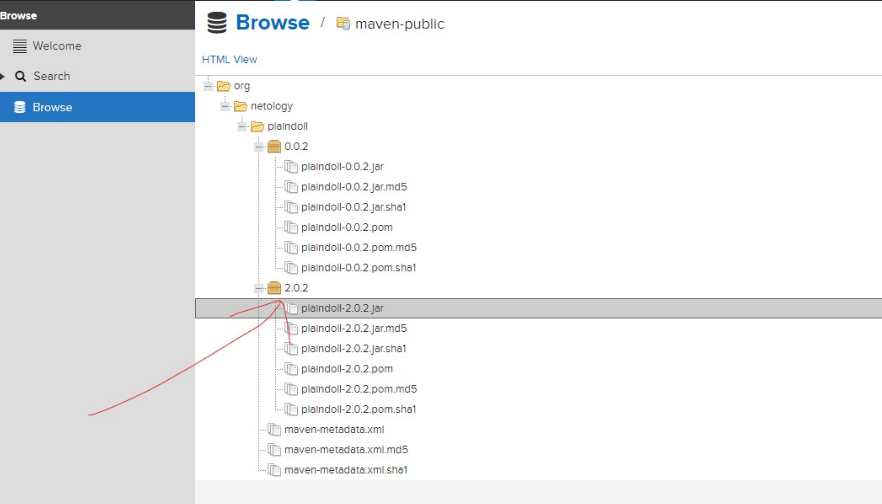 Browse
Welcome
Search
Browse
Browse / maven-public
HTML View
org
netology
plaindoll
0.0.2
plaindoll-0.0.2.jar
plaindoll-0.0.2.jar.md5
plaindoll-0.0.2.jar.sha1
plaindoll-0.0.2.pom
plaindoll-0.0.2.pom.md5
plaindoll-0.0.2.pom.sha1
2.0.2
plaindoll-2.0.2.jar
plaindoll-2.0.2.jar.md5
plaindoll-2.0.2.jar.sha1
plaindoll-2.0.2.pom
plaindoll-2.0.2.pom.md5
plaindoll-2.0.2.pom.sha1
maven-metadata.xml
maven-metadata.xml.md5
maven-metadata.xml.sha1